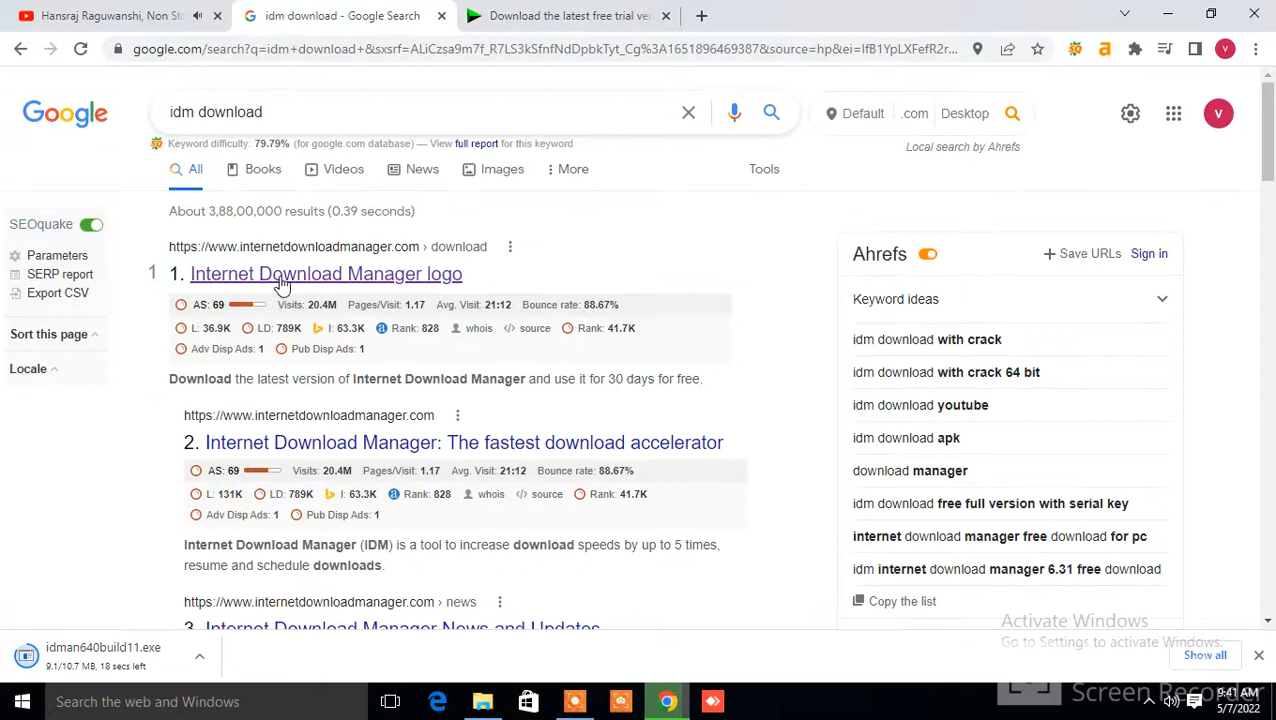 Hansraj Raguwanshi, Non St
idm download - Google Search
Download the latest free trial ver
google.com/search?q=idm+download+&sxsrf=ALiCzsa9m7f_R7LS3kSfnfNdDpbkTyt_Cg%3A1651896469387&source=hp&ei=IfB1YpLXFefR2r...
V
Google
idm download
Default .com Desktop
V
Keyword difficulty: 79.79% (for google.com database) — View full report for this keyword
Local search by Ahrefs
All Books Videos News Images More Tools
About 3,88,00,000 results (0.39 seconds)
SEOquake
Parameters
SERP report
Export CSV
Sort this page
Locale
https://www.internetdownloadmanager.com › download
1
1. Internet Download Manager logo
AS: 69 Visits: 20.4M Pages/Visit: 1.17 Avg. Visit: 21:12 Bounce rate: 88.67%
L: 36.9K LD: 789K I: 63.3K Rank: 828 whois source Rank: 41.7K
Adv Disp Ads: 1 Pub Disp Ads: 1
Download the latest version of Internet Download Manager and use it for 30 days for free.
https://www.internetdownloadmanager.com
2. Internet Download Manager: The fastest download accelerator
AS: 69 Visits: 20.4M Pages/Visit: 1.17 Avg. Visit: 21:12 Bounce rate: 88.67%
L: 131K LD: 789K I: 63.3K Rank: 828 whois source Rank: 41.7K
Adv Disp Ads: 1 Pub Disp Ads: 1
Internet Download Manager (IDM) is a tool to increase download speeds by up to 5 times,
resume and schedule downloads.
https://www.internetdownloadmanager.com › news
3. Internet Download Manager News and Updates
Ahrefs
Save URLs Sign in
Keyword ideas
idm download with crack
idm download with crack 64 bit
idm download youtube
idm download apk
download manager
idm download free full version with serial key
internet download manager free download for pc
idm internet download manager 6.31 free download
Copy the list
Activate Windows
Go to Settings to activate Windows.
idman640build11.exe
9.1/10.7 MB, 18 secs left
Show all
Search the web and Windows
Screen Recorder
9:41 AM
5/7/2022